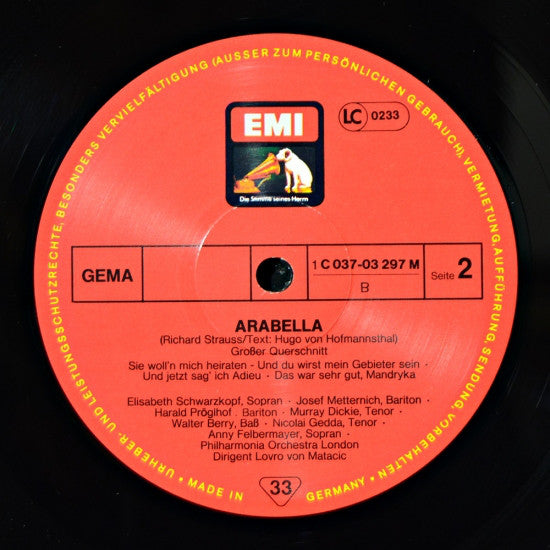 URHEBER- UND LEISTUNGSSCHUTZRECHTE, BESONDERS VERVIELFÄLTIGUNG (AUSSER ZUM PERSÖNLICHEN GEBRAUCH), VERMIETUNG, AUFFÜHRUNG, SENDUNG, VORBEHALTEN
EMI
LC 0233
Die Stimme seines Herrn
GEMA
1 C 037-03 297 M
B
Seite 2
ARABELLA
(Richard Strauss/Text: Hugo von Hofmannsthal)
Großer Querschnitt
Sie woll'n mich heiraten - Und du wirst mein Gebieter sein ·
Und jetzt sag' ich Adieu · Das war sehr gut, Mandryka
Elisabeth Schwarzkopf, Sopran · Josef Metternich, Bariton ·
Harald Pröglhof . Bariton · Murray Dickie, Tenor ·
Walter Berry, Baß · Nicolai Gedda, Tenor ·
Anny Felbermayer, Sopran ·
Philharmonia Orchestra London
Dirigent Lovro von Matacic
33
• MADE IN GERMANY •